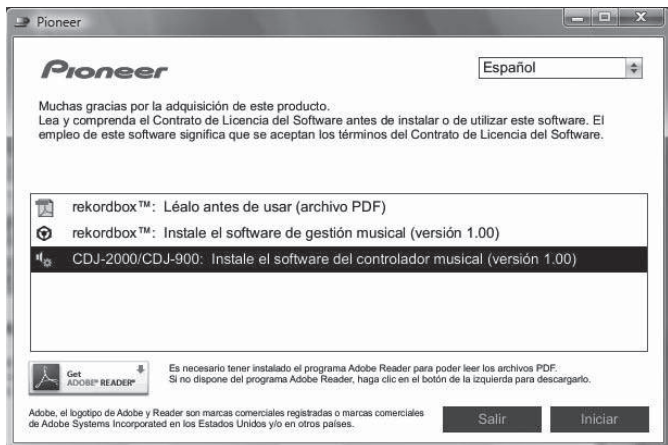 Pioneer
Pioneer
Español
Muchas gracias por la adquisición de este producto.
Lea y comprenda el Contrato de Licencia del Software antes de instalar o de utilizar este software. El
empleo de este software significa que se aceptan los términos del Contrato de Licencia del Software.
rekordbox™: Léalo antes de usar (archivo PDF)
rekordbox™: Instale el software de gestión musical (versión 1.00)
CDJ-2000/CDJ-900: Instale el software del controlador musical (versión 1.00)
Get
ADOBE® READER®
Es necesario tener instalado el programa Adobe Reader para poder leer los archivos PDF.
Si no dispone del programa Adobe Reader, haga clic en el botón de la izquierda para descargarlo.
Adobe, el logotipo de Adobe y Reader son marcas comerciales registradas o marcas comerciales
de Adobe Systems Incorporated en los Estados Unidos y/o en otros países.
Salir
Iniciar